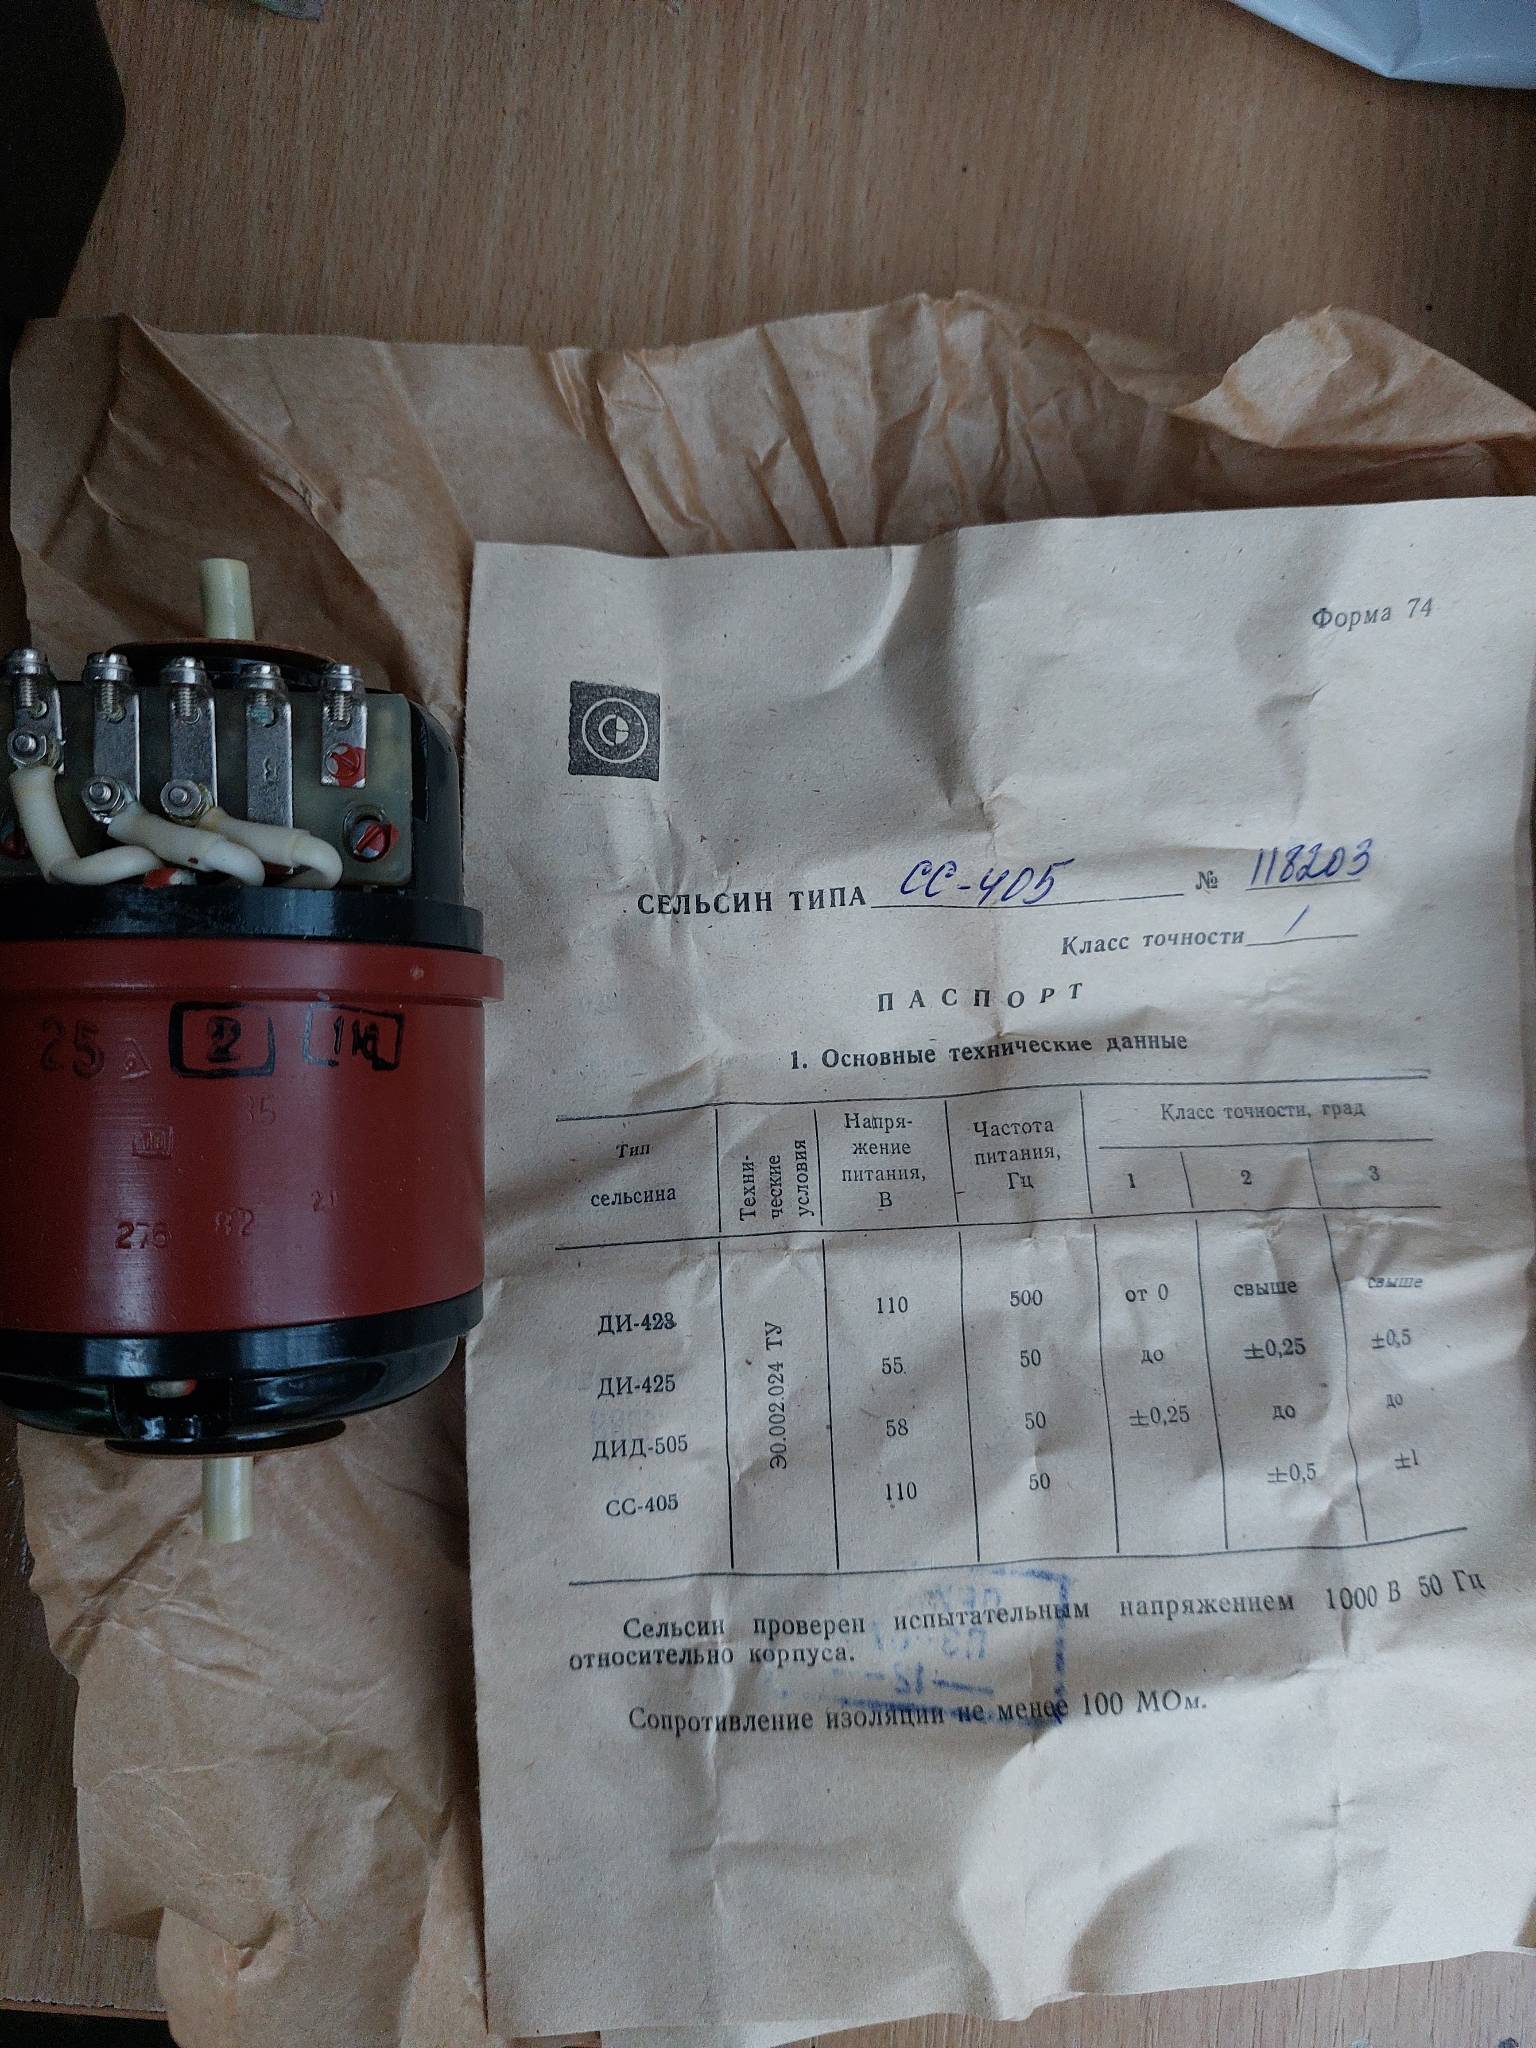 Форма 74
СЕЛЬСИН ТИПА СС-405 № 118203
Класс точности 1
ПАСПОРТ
1. Основные технические данные
Тип
сельсина
Техни-
ческие
условия
Напря-
жение
питания,
В
Частота
питания,
Гц
Класс точности, град
1 2 3
ДИ-423 110 500 от 0 свыше свыше
ДИ-425 55 50 до ±0,25 ±0,5
ДИД-505 58 50 ±0,25 до до
СС-405 110 50 ±0,5 ±1
Э0.002.024 ТУ
Сельсин проверен испытательным напряжением 1000 В 50 Гц
относительно корпуса.
Сопротивление изоляции не менее 100 МОм.
25 2
276 82 21